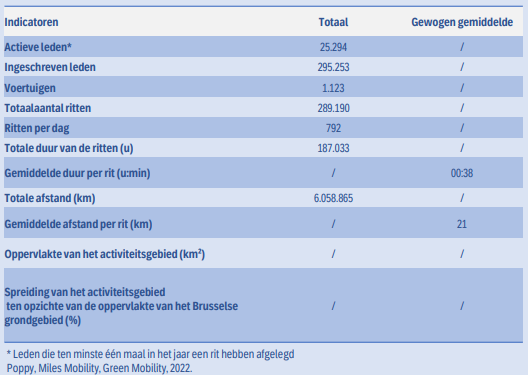 Indicatoren Totaal Gewogen gemiddelde
Actieve leden* 25.294 /
Ingeschreven leden 295.253 /
Voertuigen 1.123 /
Totaalaantal ritten 289.190 /
Ritten per dag 792 /
Totale duur van de ritten (u) 187.033 /
Gemiddelde duur per rit (u:min) / 00:38
Totale afstand (km) 6.058.865 /
Gemiddelde afstand per rit (km) / 21
Oppervlakte van het activiteitsgebied (km²) / /
Spreiding van het activiteitsgebied
ten opzichte van de oppervlakte van het Brusselse / /
grondgebied (%)
* Leden die ten minste één maal in het jaar een rit hebben afgelegd
Poppy, Miles Mobility, Green Mobility, 2022.